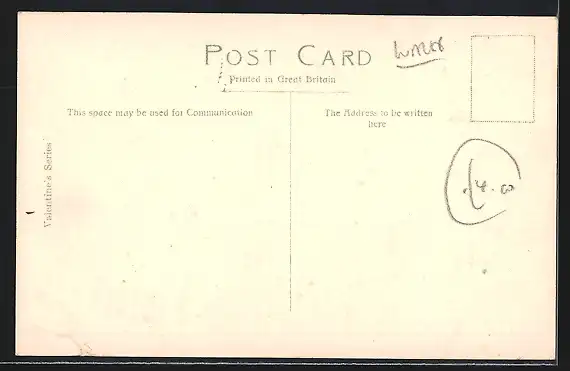 POST CARD
Printed in Great Britain
This space may be used for Communication
The Address to be written
here
Valentine's Series